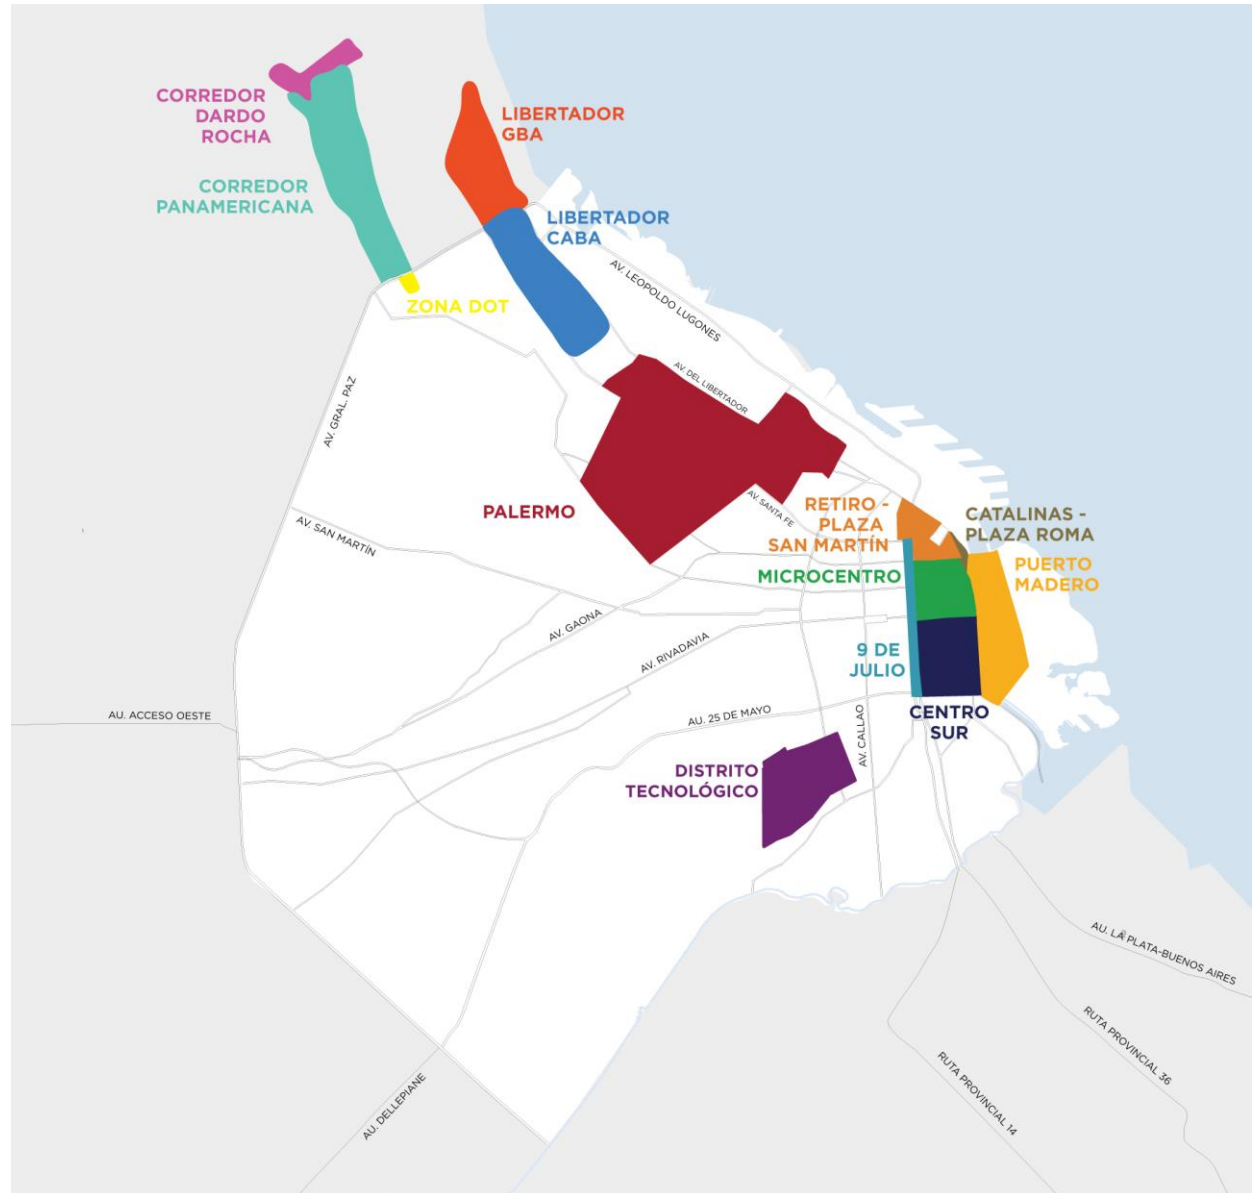 CORREDOR
DARDO
ROCHA
LIBERTADOR
GBA
CORREDOR
PANAMERICANA
LIBERTADOR
CABA
ZONA DOT
AV. LEOPOLDO LUGONES
AV. DEL LIBERTADOR
AV. GRAL. PAZ
PALERMO
AV. SANTA FE
RETIRO -
PLAZA
SAN MARTÍN
CATALINAS -
PLAZA ROMA
AV. SAN MARTÍN
MICROCENTRO
PUERTO
MADERO
AV. GAONA
AV. RIVADAVIA
9 DE
JULIO
AU. ACCESO OESTE
AU. 25 DE MAYO
AV. CALLAO
CENTRO
SUR
DISTRITO
TECNOLÓGICO
AU. LA PLATA-BUENOS AIRES
RUTA PROVINCIAL 36
RUTA PROVINCIAL 14
AU. DELLEPIANE